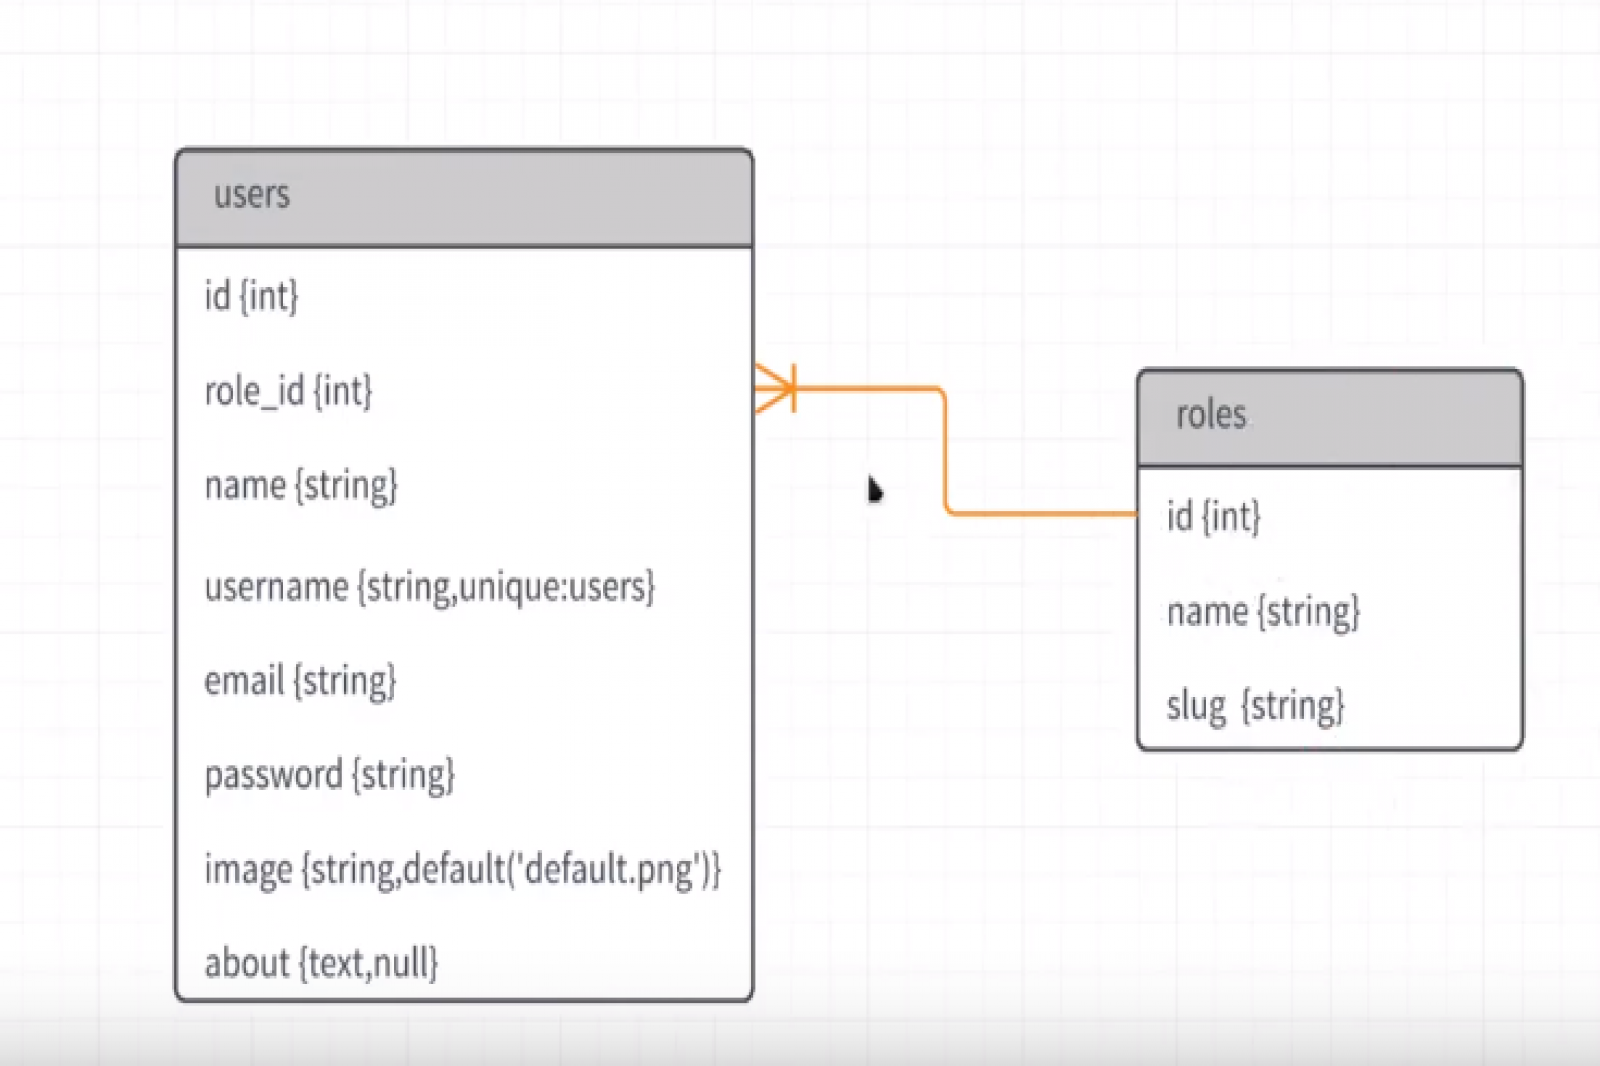 users
id {int}
role_id {int}
name {string}
username {string,unique:users}
email {string}
password {string}
image {string,default('default.png')}
about {text,null}
roles
id {int}
name {string}
slug {string}